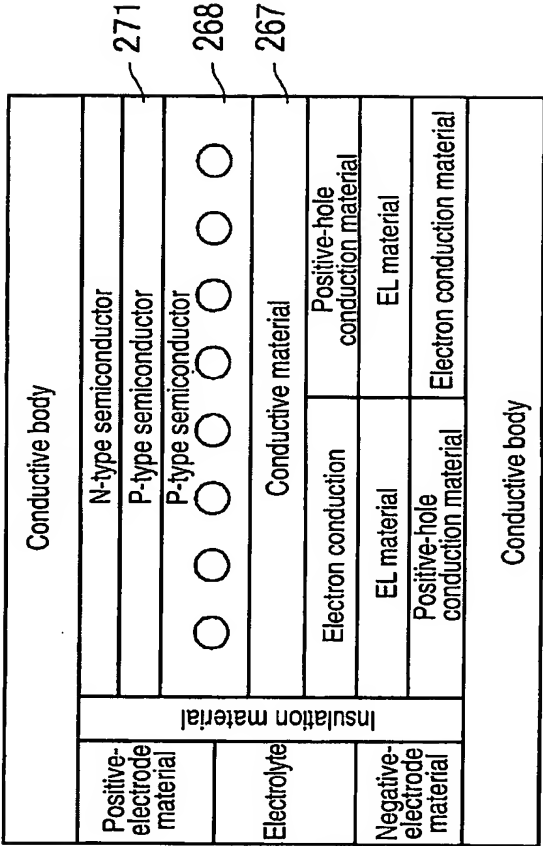 Conductive body
N-type semiconductor
271
P-type semiconductor
P-type semiconductor
268
Conductive material
267
Electron conduction
Positive-hole
conduction material
EL material
EL material
Positive-hole
conduction material
Electron conduction material
Insulation material
Positive-
electrode
material
Electrolyte
Negative-
electrode
material
Conductive body